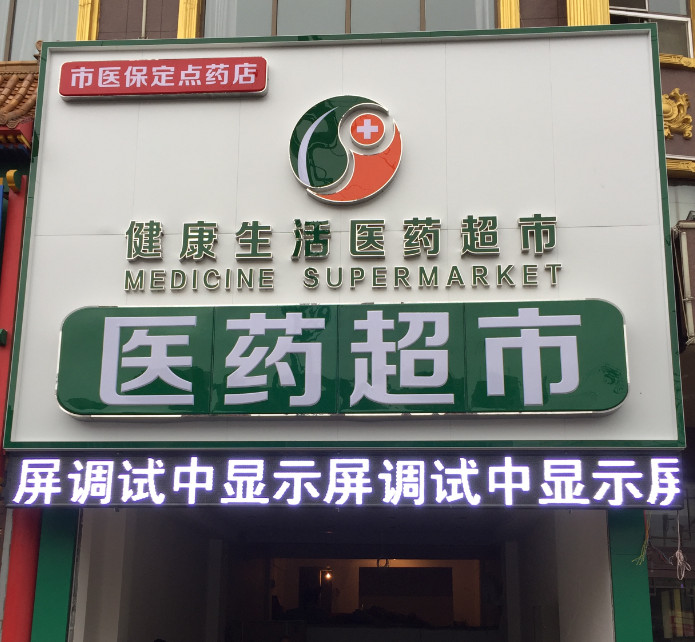 市医保定点药店
健康生活医药超市
MEDICINE SUPERMARKET
医药超市
屏调试中显示屏调试中显示屏